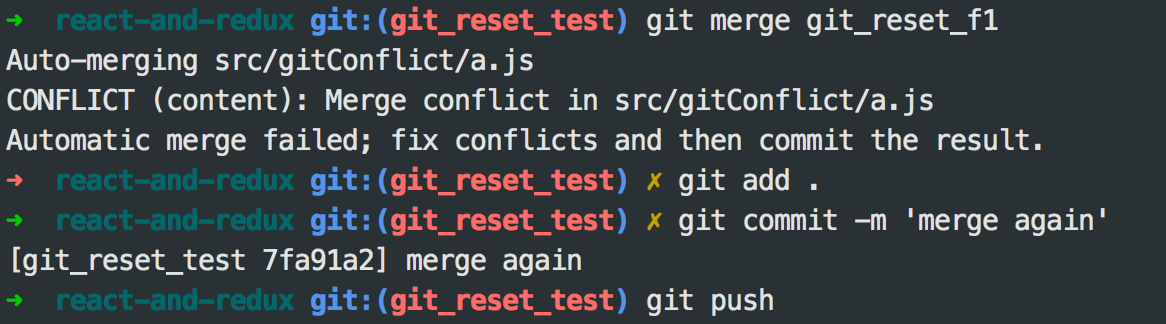 ➜  react-and-redux git:(git_reset_test) git merge git_reset_f1
Auto-merging src/gitConflict/a.js
CONFLICT (content): Merge conflict in src/gitConflict/a.js
Automatic merge failed; fix conflicts and then commit the result.
➜  react-and-redux git:(git_reset_test) ✗ git add .
➜  react-and-redux git:(git_reset_test) ✗ git commit -m 'merge again'
[git_reset_test 7fa91a2] merge again
➜  react-and-redux git:(git_reset_test) git push